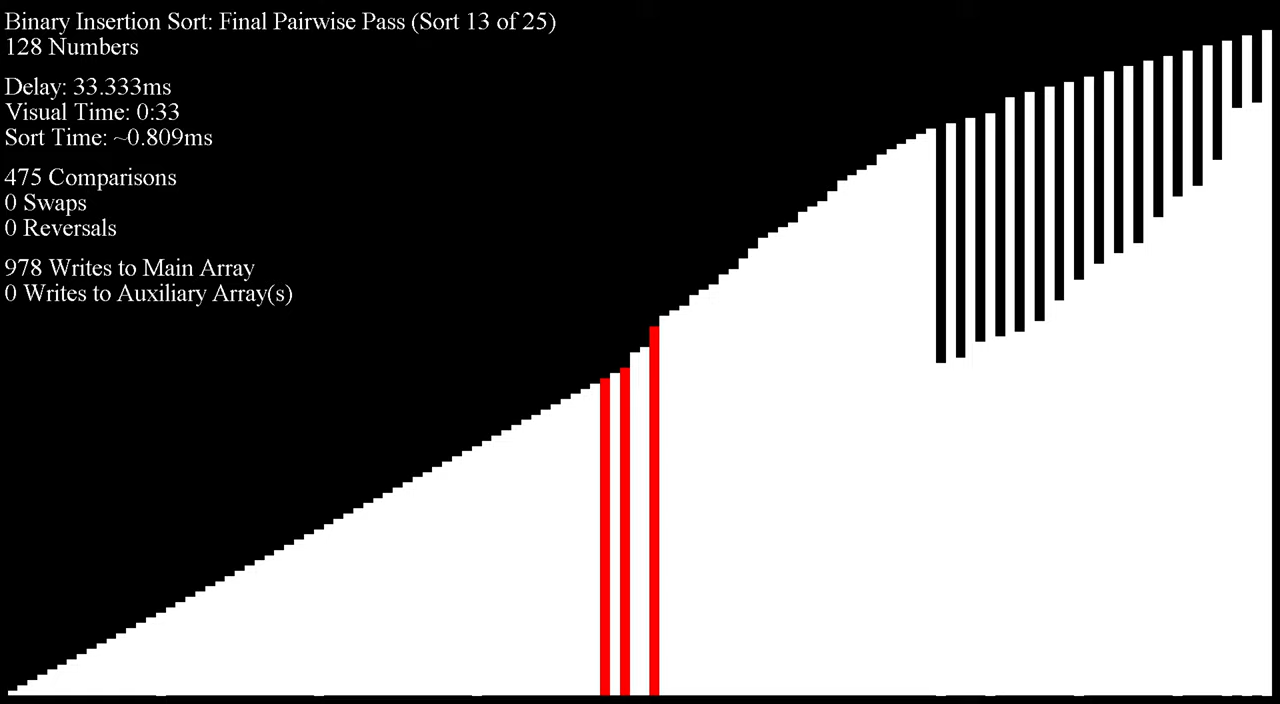 Binary Insertion Sort: Final Pairwise Pass (Sort 13 of 25)
128 Numbers
Delay: 33.333ms
Visual Time: 0:33
Sort Time: ~0.809ms
475 Comparisons
0 Swaps
0 Reversals
978 Writes to Main Array
0 Writes to Auxiliary Array(s)